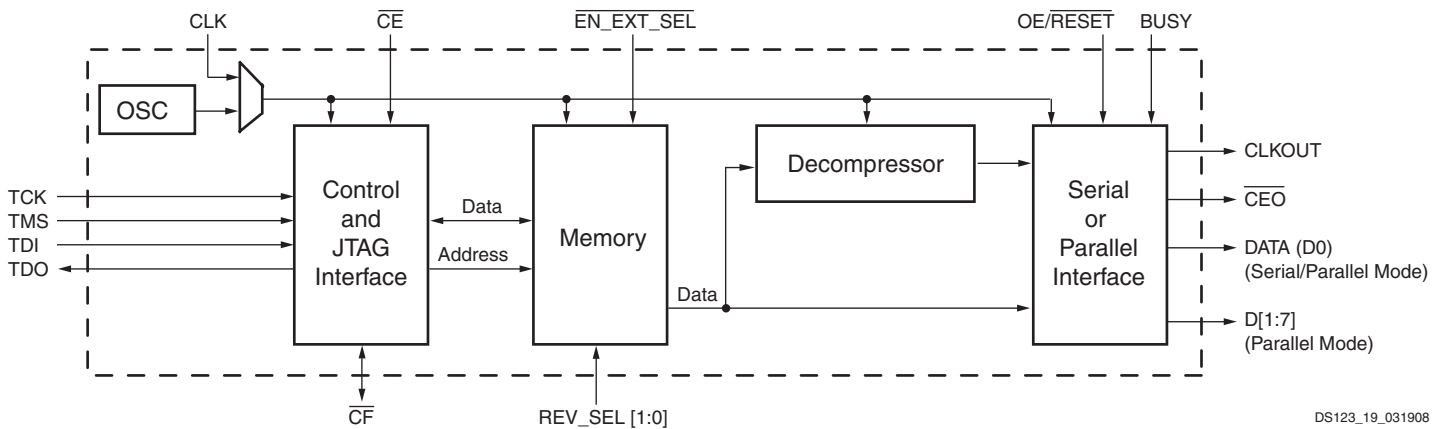 CLK
CE
EN_EXT_SEL
OE/RESET
BUSY
OSC
Control
and
JTAG
Interface
Memory
Decompressor
Serial
or
Parallel
Interface
TCK
TMS
TDI
TDO
Data
Address
Data
CLKOUT
CEO
DATA (D0)
(Serial/Parallel Mode)
D[1:7]
(Parallel Mode)
CF
REV_SEL [1:0]
DS123_19_031908